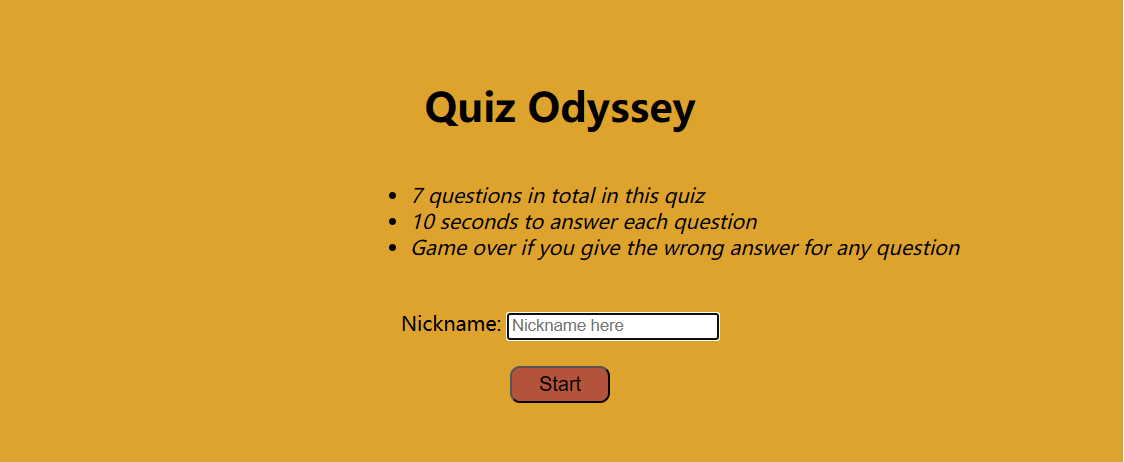 Quiz Odyssey
• 7 questions in total in this quiz
• 10 seconds to answer each question
• Game over if you give the wrong answer for any question
Nickname: Nickname here
Start